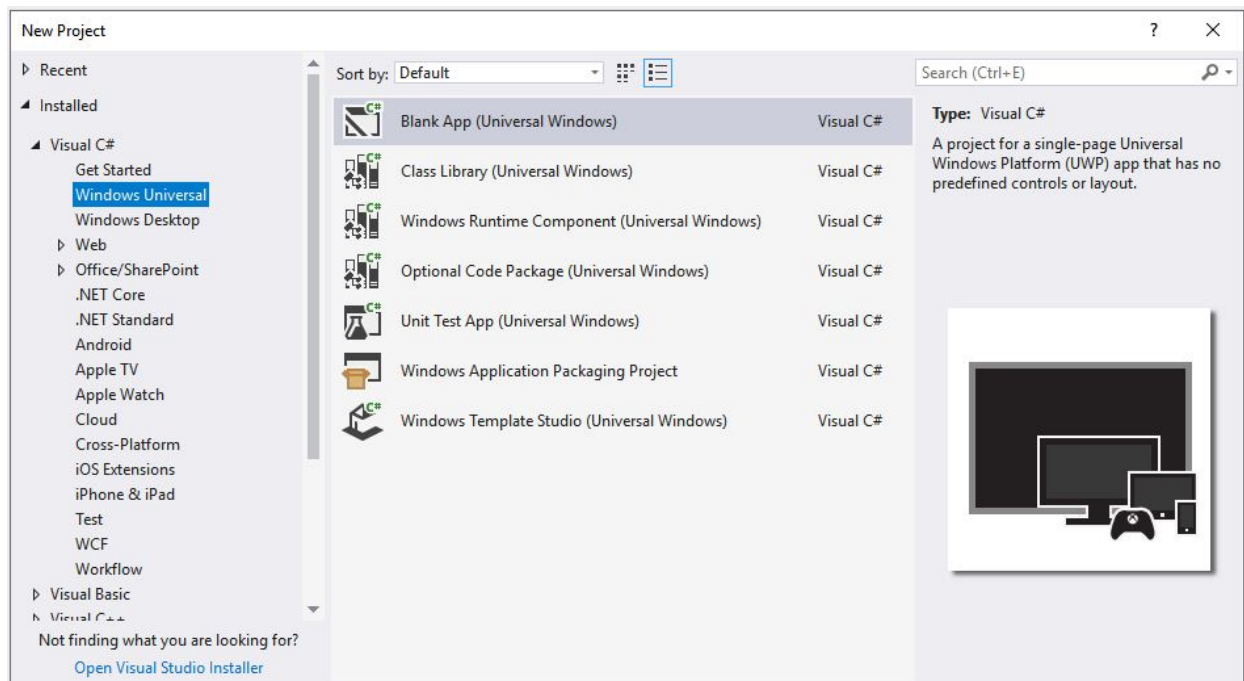 New Project
?
Recent
Installed
Visual C#
Get Started
Windows Universal
Windows Desktop
Web
Office/SharePoint
.NET Core
.NET Standard
Android
Apple TV
Apple Watch
Cloud
Cross-Platform
iOS Extensions
iPhone & iPad
Test
WCF
Workflow
Visual Basic
Visual C++
Not finding what you are looking for?
Open Visual Studio Installer
Sort by: Default
C# Blank App (Universal Windows) Visual C#
C# Class Library (Universal Windows) Visual C#
C# Windows Runtime Component (Universal Windows) Visual C#
C# Optional Code Package (Universal Windows) Visual C#
C# Unit Test App (Universal Windows) Visual C#
Windows Application Packaging Project Visual C#
C# Windows Template Studio (Universal Windows) Visual C#
Search (Ctrl+E)
Type: Visual C#
A project for a single-page Universal
Windows Platform (UWP) app that has no
predefined controls or layout.